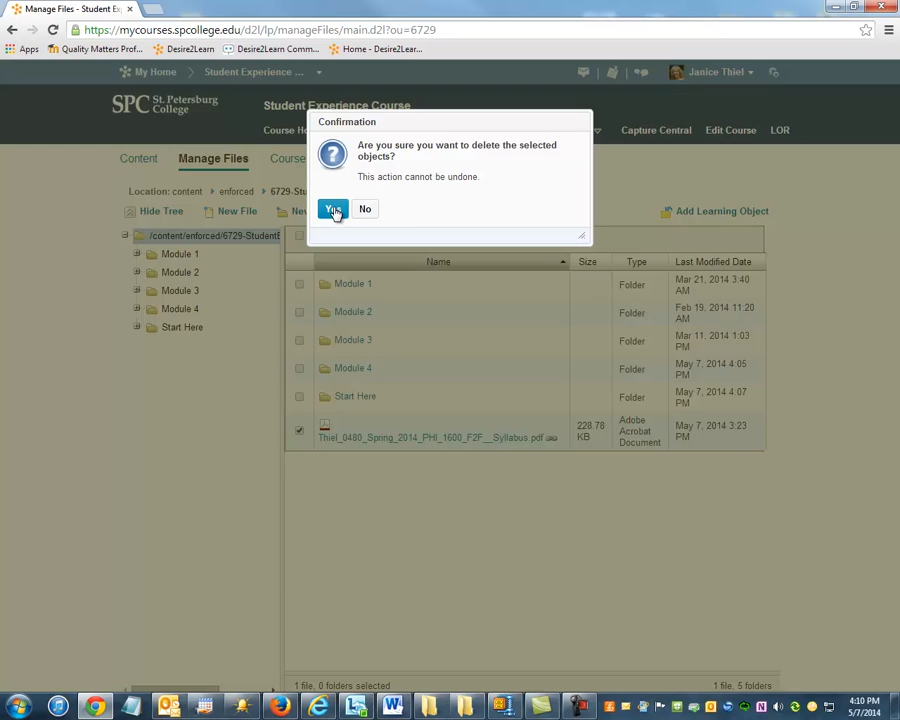 Manage Files - Student Ex
https://mycourses.spcollege.edu/d2l/lp/manageFiles/main.d2l?ou=6729
Apps Quality Matters Prof... Desire2Learn Desire2Learn Comm... Home - Desire2Lear...
My Home Student Experience ... Janice Thiel
SPC St. Petersburg College
Student Experience Course
Course Ho Capture Central Edit Course LOR
Content Manage Files Course
Location: content enforced 6729-Stu
Hide Tree New File Nev Add Learning Object
Confirmation
Are you sure you want to delete the selected
objects?
This action cannot be undone.
Yes No
/content/enforced/6729-StudentE
Module 1
Module 2
Module 3
Module 4
Start Here
Name Size Type Last Modified Date
Module 1 Folder Mar 21, 2014 3:40 AM
Module 2 Folder Feb 19, 2014 11:20 AM
Module 3 Folder Mar 11, 2014 1:03 PM
Module 4 Folder May 7, 2014 4:05 PM
Start Here Folder May 7, 2014 4:07 PM
Thiel_0480_Spring_2014_PHI_1600_F2F__Syllabus.pdf 228.78 KB Adobe Acrobat Document May 7, 2014 3:23 PM
1 file, 0 folders selected 1 file, 5 folders
4:10 PM
5/7/2014